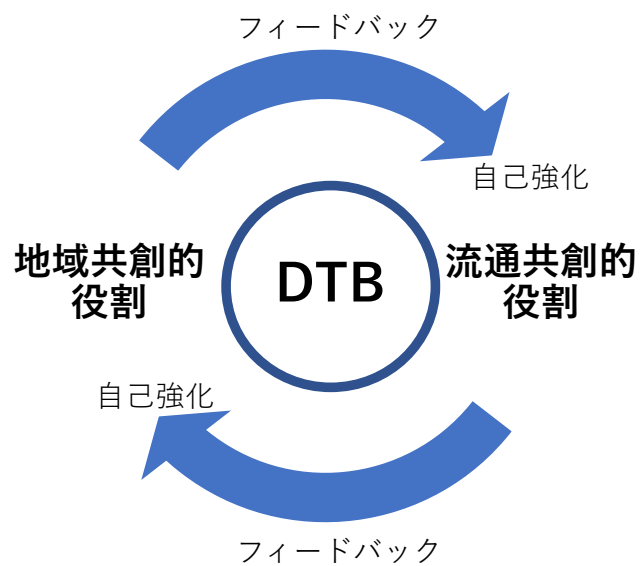 フィードバック
自己強化
地域共創的
役割
DTB
流通共創的
役割
自己強化
フィードバック